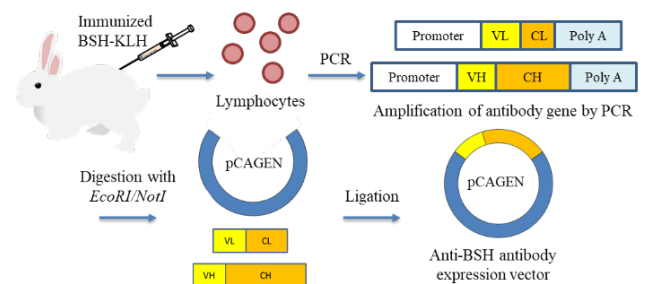 Immunized
BSH-KLH
Lymphocytes
PCR
Promoter VL CL Poly A
Promoter VH CH Poly A
Amplification of antibody gene by PCR
Digestion with
EcoRI/NotI
pCAGEN
VL CL
VH CH
Ligation
pCAGEN
Anti-BSH antibody
expression vector